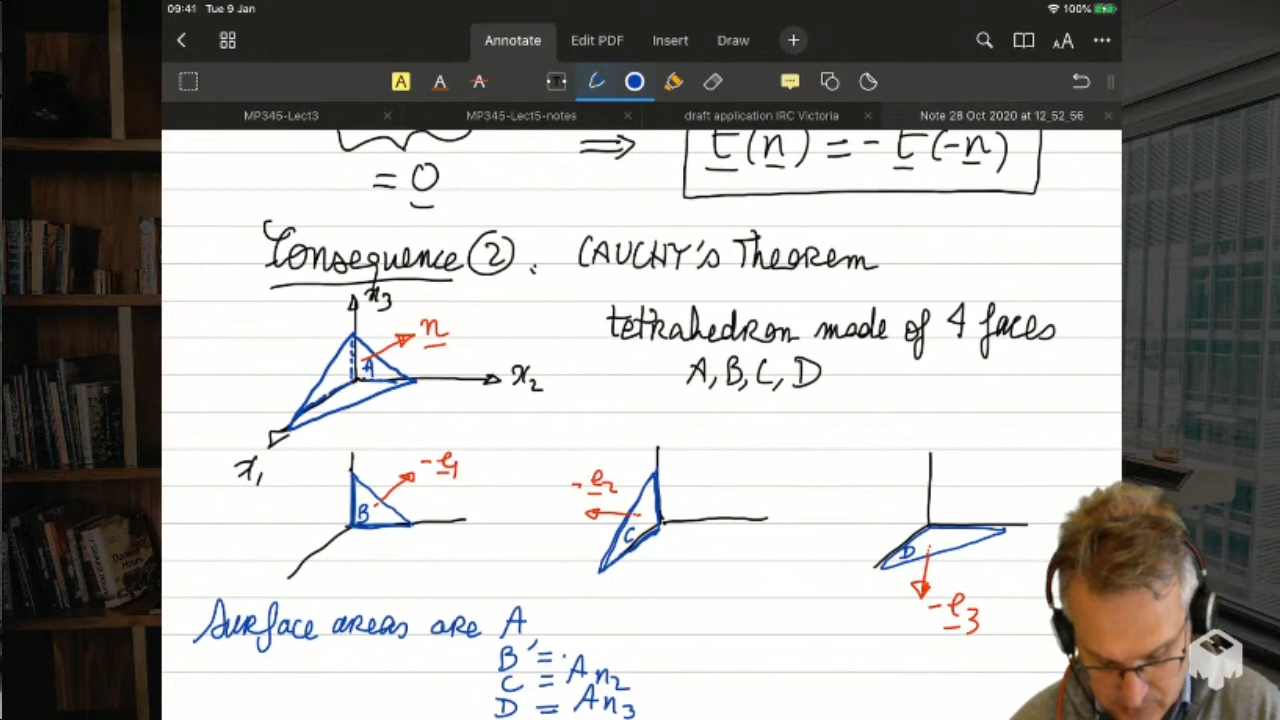 09:41 Tue 9 Jan 100%
Annotate Edit PDF Insert Draw
MP345-Lect3 MP345-Lect5-notes draft application IRC Victoria Note 28 Oct 2020 at 12_52_56
= 0 ⟹ t(n) = - t(-n)
Consequence ②. CAUCHY's Theorem
x3
n
tetrahedron made of 4 faces
A
x2
A, B, C, D
x1
-e1
B
-e2
C
D
-e3
Surface areas are A,
B =
C = A n2
D = A n3